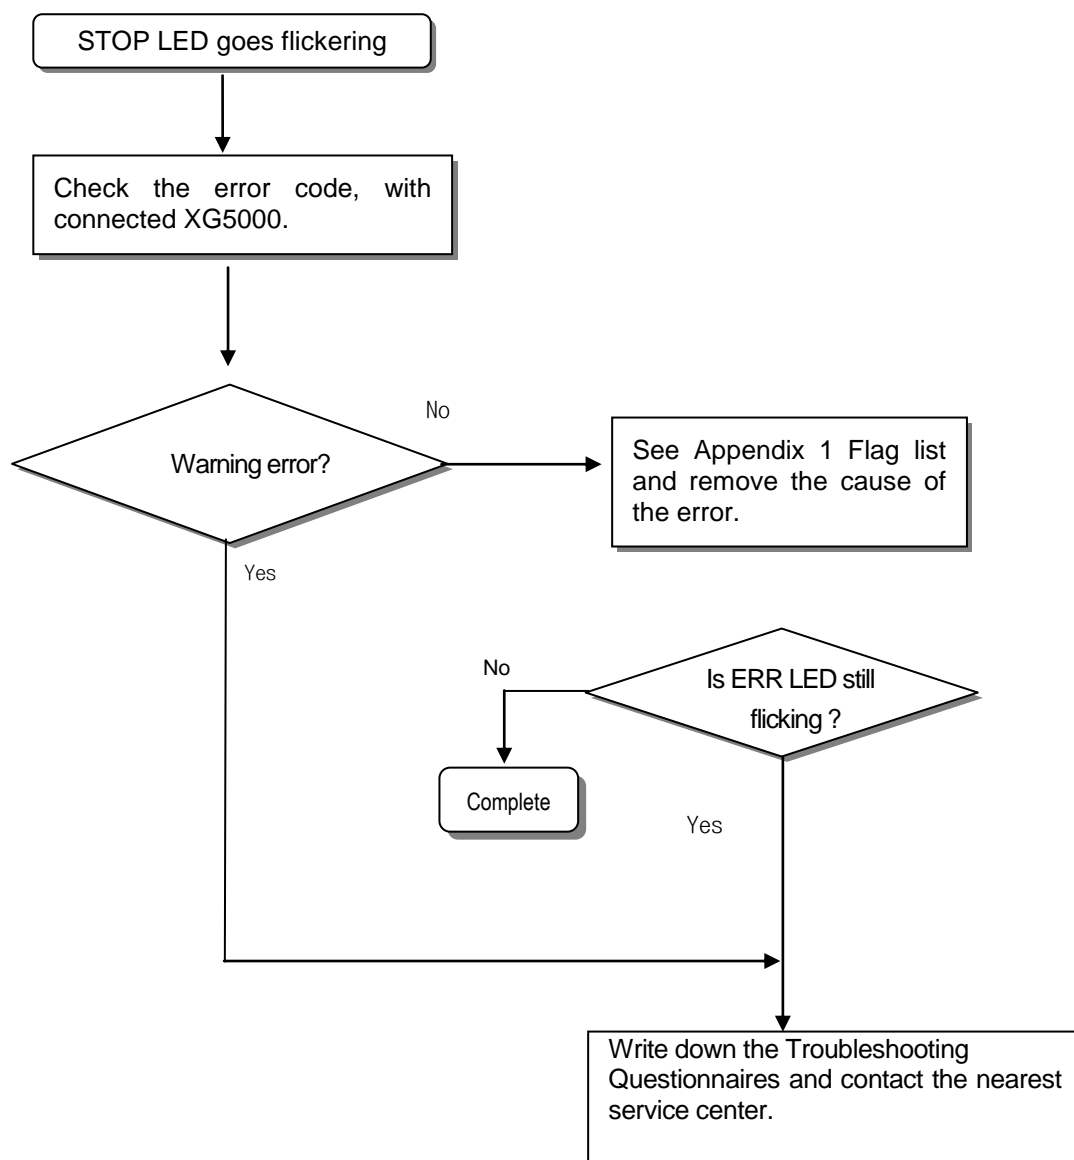 STOP LED goes flickering
Check the error code, with
connected XG5000.
No
Warning error?
See Appendix 1 Flag list
and remove the cause of
the error.
Yes
No
Is ERR LED still
flicking ?
Complete
Yes
Write down the Troubleshooting
Questionnaires and contact the nearest
service center.